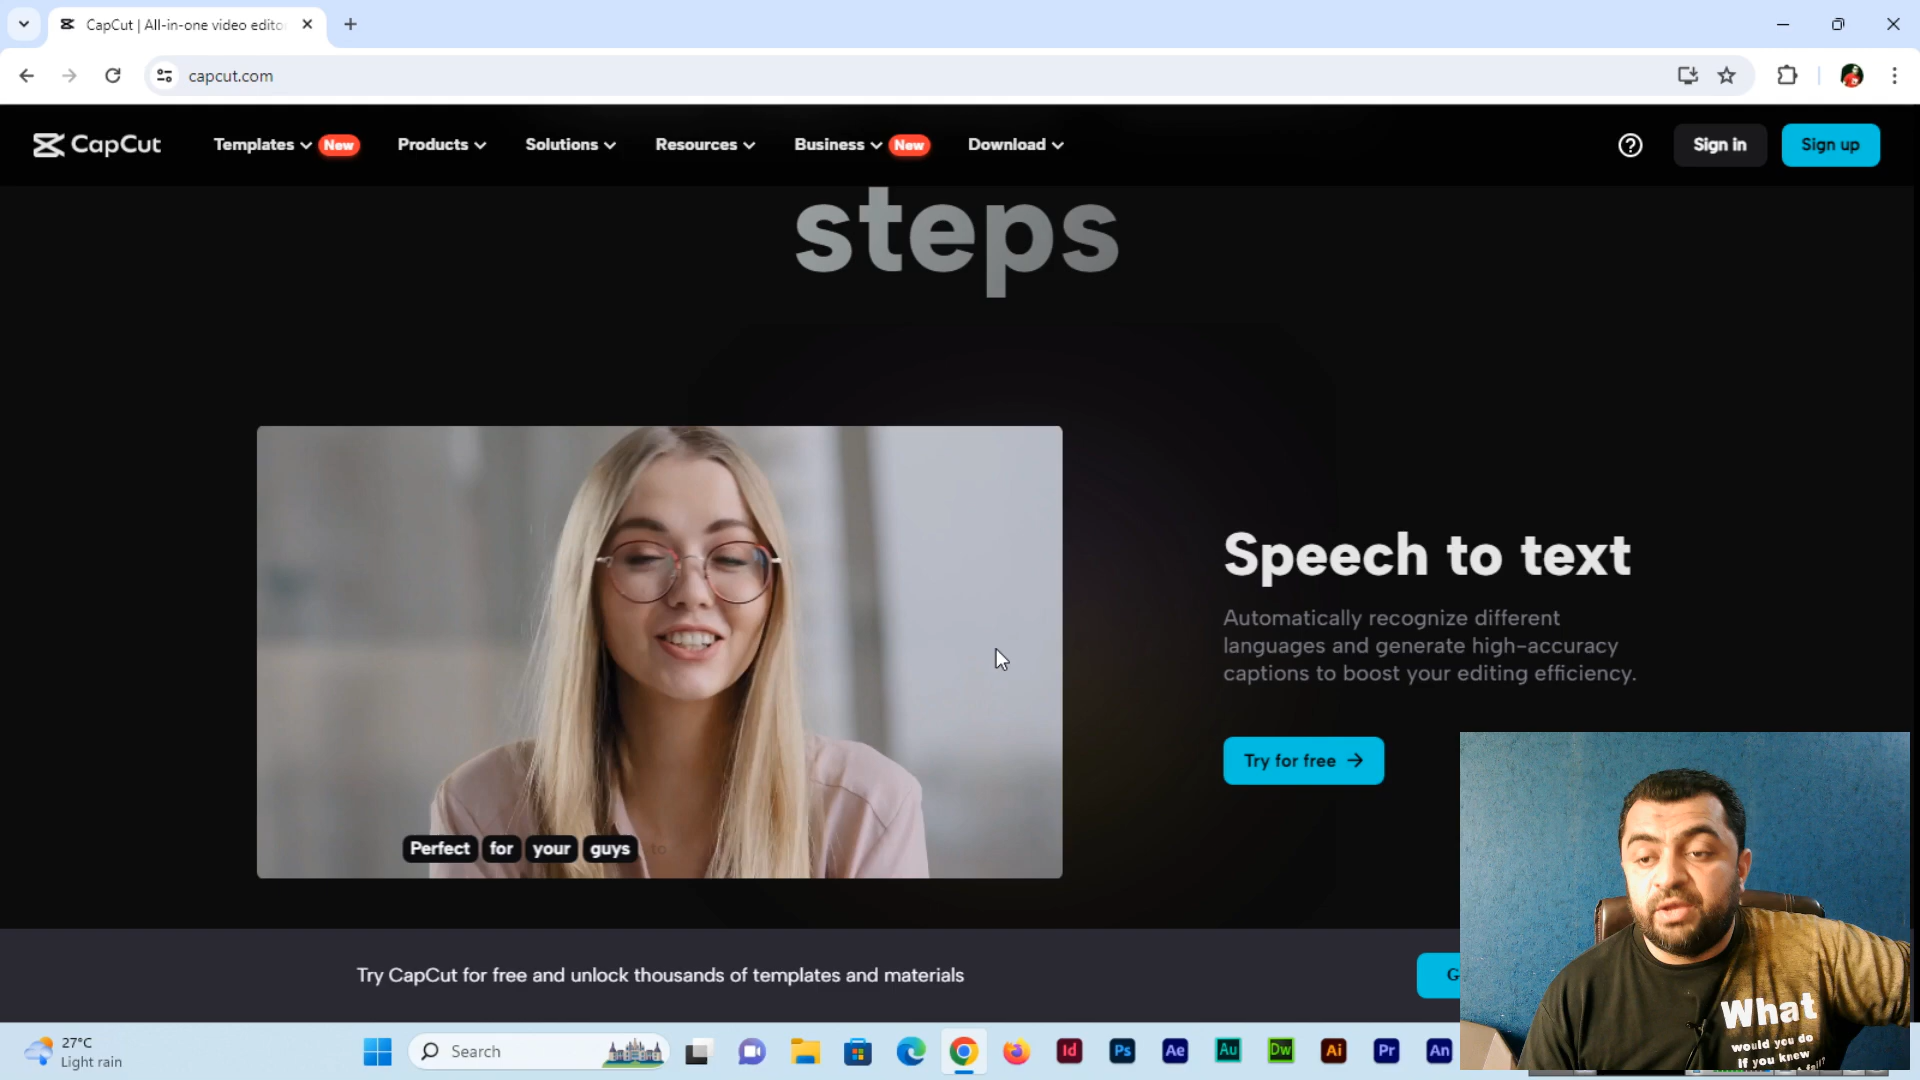 CapCut | All-in-one video edito
capcut.com
CapCut
Templates New Products Solutions Resources Business New Download Sign in Sign up
steps
Perfect for your guys to
Speech to text
Automatically recognize different
languages and generate high-accuracy
captions to boost your editing efficiency.
Try for free →
Try CapCut for free and unlock thousands of templates and materials
G
What
would you do
if you knew
27°C
Light rain
Search
Id Ps Ae Au Dw Ai Pr An